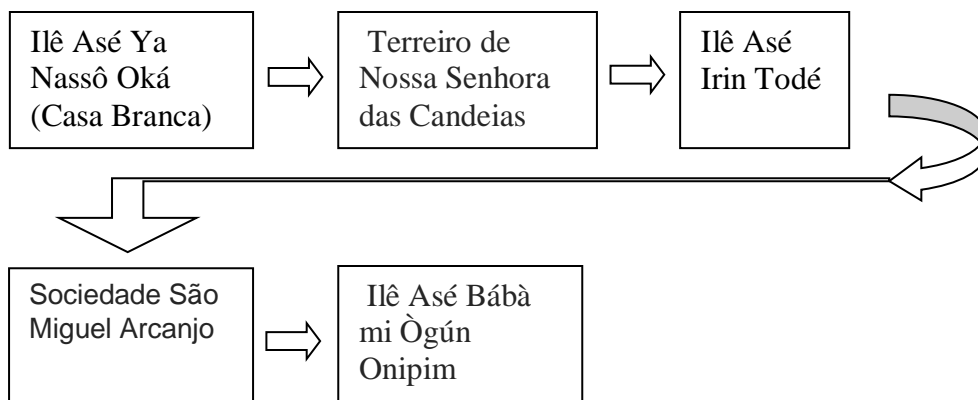 Ilê Asé Ya
Nassô Oká
(Casa Branca)
Terreiro de
Nossa Senhora
das Candeias
Ilê Asé
Irin Todé
Sociedade São
Miguel Arcanjo
Ilê Asé Bábà
mi Ògún
Onipim